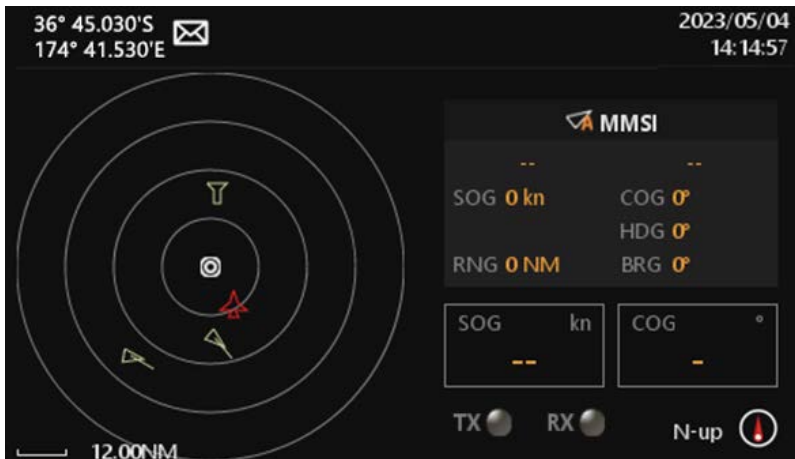 36° 45.030'S
174° 41.530'E
2023/05/04
14:14:57
A MMSI
-- --
SOG 0 kn COG 0°
HDG 0°
RNG 0 NM BRG 0°
SOG kn
--
COG °
-
TX RX
N-up
12.00NM